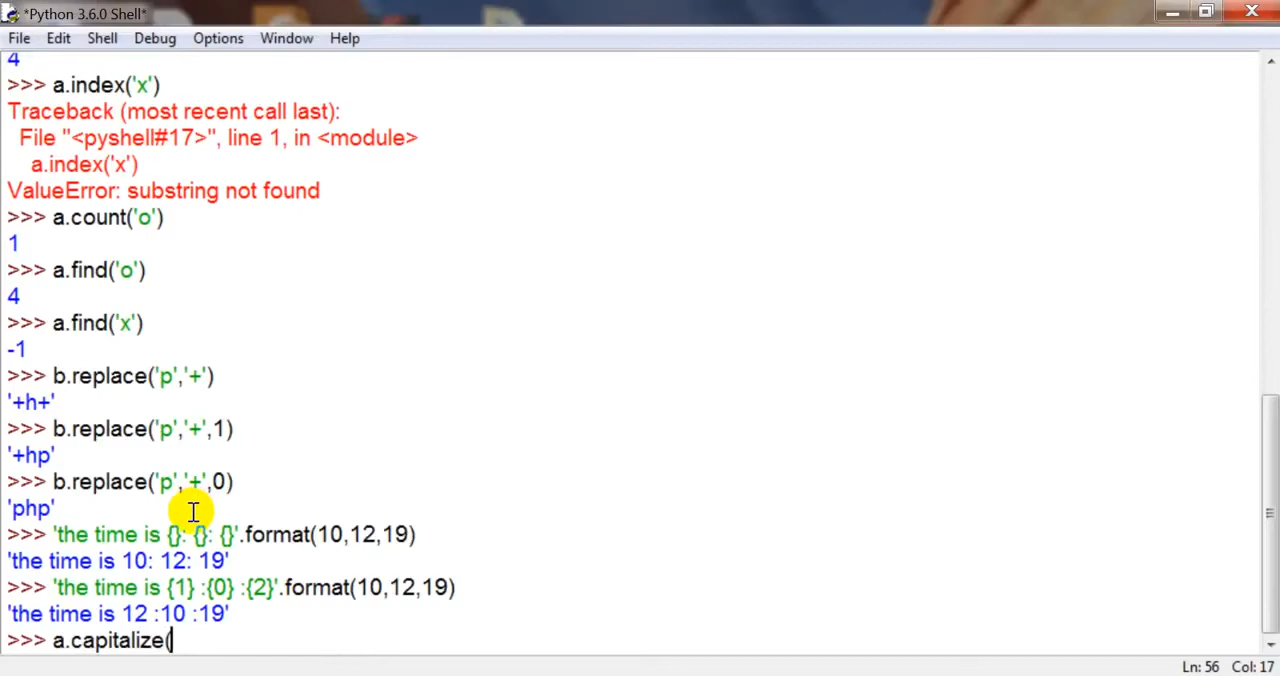 *Python 3.6.0 Shell*
File Edit Shell Debug Options Window Help
4
>>> a.index('x')
Traceback (most recent call last):
  File "<pyshell#17>", line 1, in <module>
    a.index('x')
ValueError: substring not found
>>> a.count('o')
1
>>> a.find('o')
4
>>> a.find('x')
-1
>>> b.replace('p','+')
'+h+'
>>> b.replace('p','+',1)
'+hp'
>>> b.replace('p','+',0)
'php'
>>> 'the time is {}: {}: {}'.format(10,12,19)
'the time is 10: 12: 19'
>>> 'the time is {1} :{0} :{2}'.format(10,12,19)
'the time is 12 :10 :19'
>>> a.capitalize(
Ln: 56 Col: 17